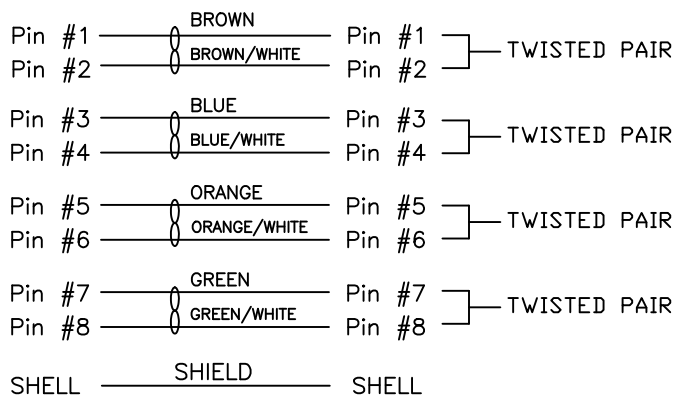 BROWN
Pin #1 Pin #1
BROWN/WHITE TWISTED PAIR
Pin #2 Pin #2
BLUE
Pin #3 Pin #3
BLUE/WHITE TWISTED PAIR
Pin #4 Pin #4
ORANGE
Pin #5 Pin #5
ORANGE/WHITE TWISTED PAIR
Pin #6 Pin #6
GREEN
Pin #7 Pin #7
GREEN/WHITE TWISTED PAIR
Pin #8 Pin #8
SHIELD
SHELL SHELL